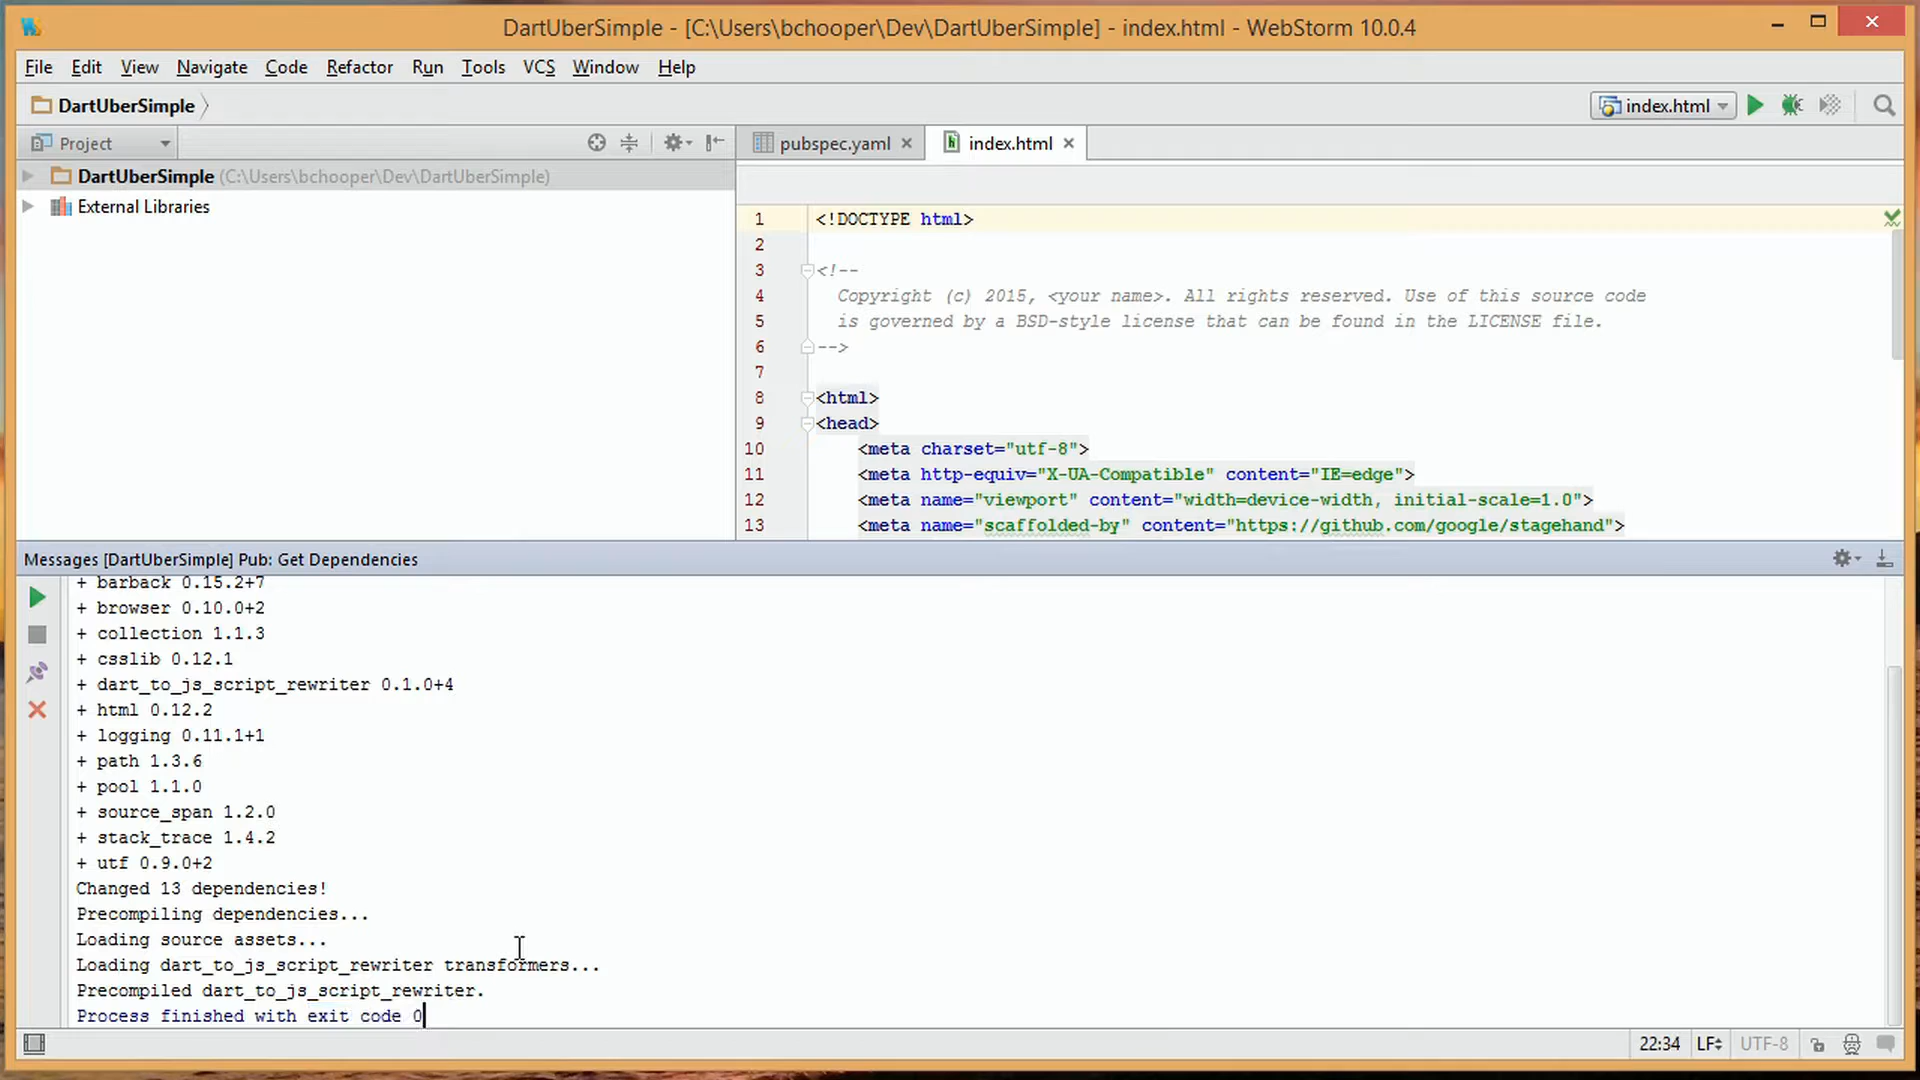 DartUberSimple - [C:\Users\bchooper\Dev\DartUberSimple] - index.html - WebStorm 10.0.4
File Edit View Navigate Code Refactor Run Tools VCS Window Help
DartUberSimple
index.html
Project
pubspec.yaml
index.html
DartUberSimple (C:\Users\bchooper\Dev\DartUberSimple)
External Libraries
1 <!DOCTYPE html>
2
3 <!--
4 Copyright (c) 2015, <your name>. All rights reserved. Use of this source code
5 is governed by a BSD-style license that can be found in the LICENSE file.
6 -->
7
8 <html>
9 <head>
10 <meta charset="utf-8">
11 <meta http-equiv="X-UA-Compatible" content="IE=edge">
12 <meta name="viewport" content="width=device-width, initial-scale=1.0">
13 <meta name="scaffolded-by" content="https://github.com/google/stagehand">
Messages [DartUberSimple] Pub: Get Dependencies
+ barback 0.15.2+7
+ browser 0.10.0+2
+ collection 1.1.3
+ csslib 0.12.1
+ dart_to_js_script_rewriter 0.1.0+4
+ html 0.12.2
+ logging 0.11.1+1
+ path 1.3.6
+ pool 1.1.0
+ source_span 1.2.0
+ stack_trace 1.4.2
+ utf 0.9.0+2
Changed 13 dependencies!
Precompiling dependencies...
Loading source assets...
Loading dart_to_js_script_rewriter transformers...
Precompiled dart_to_js_script_rewriter.
Process finished with exit code 0
22:34 LF UTF-8